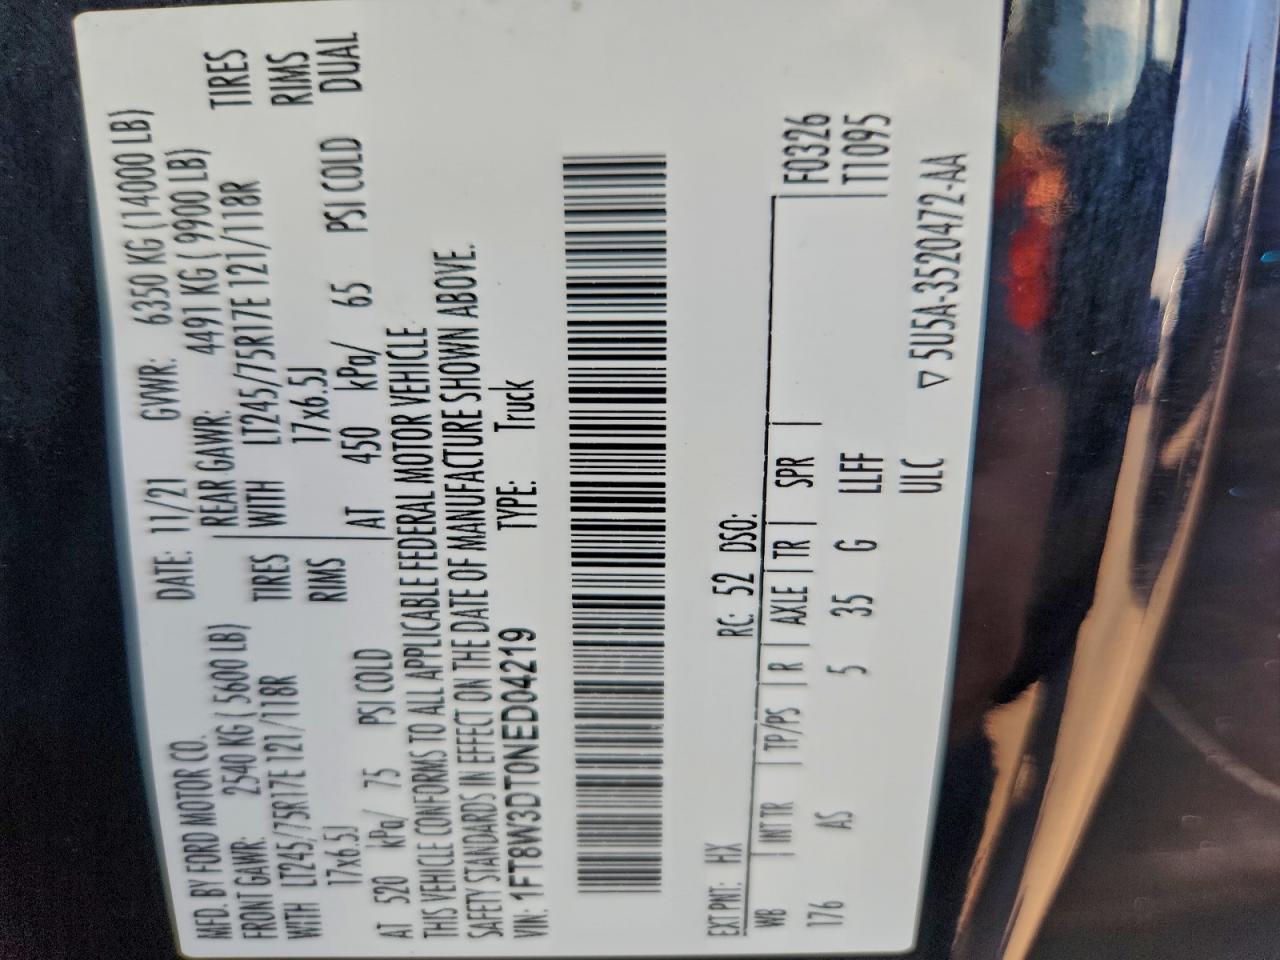 MFD. BY FORD MOTOR CO.
DATE: 11/21 GVWR: 6350 KG (14000 LB)
FRONT GAWR: 2540 KG ( 5600 LB)
REAR GAWR: 4491 KG ( 9900 LB)
WITH LT245/75R17E 121/118R TIRES
WITH LT245/75R17E 121/118R TIRES
17x6.5J RIMS
17x6.5J RIMS
AT 520 kPa/ 75 PSI COLD
AT 450 kPa/ 65 PSI COLD DUAL
THIS VEHICLE CONFORMS TO ALL APPLICABLE FEDERAL MOTOR VEHICLE
SAFETY STANDARDS IN EFFECT ON THE DATE OF MANUFACTURE SHOWN ABOVE.
VIN: 1FT8W3DT0NED04219 TYPE: Truck
F0326
T1095
EXT PNT: HX RC: 52 DSO:
WB INT TR TP/PS R AXLE TR SPR
176 AS 5 35 G LLFF
ULC ▽ 5U5A-3520472-AA